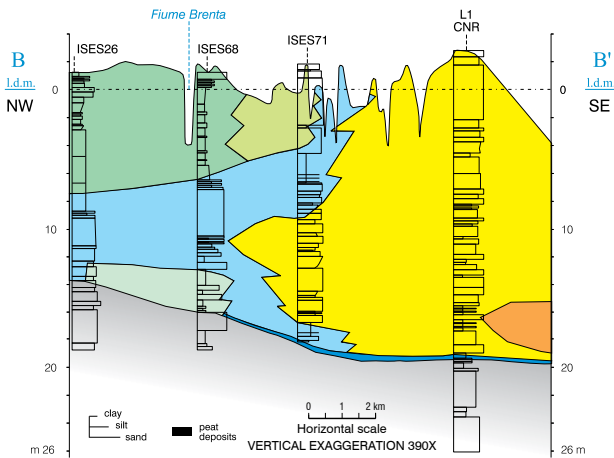 Fiume Brenta
L1
CNR
B
ISES26
ISES68
ISES71
B'
l.d.m.
0
0
l.d.m.
NW
SE
10
10
20
20
clay
silt
sand
peat
deposits
0 1 2 km
Horizontal scale
VERTICAL EXAGGERATION 390X
m 26
26 m